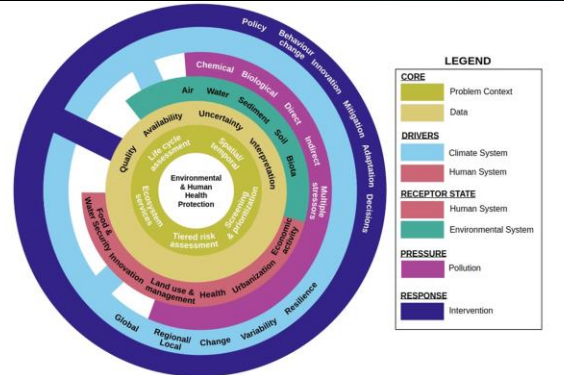 Policy
Behaviour
change
Innovation
Mitigation
Adaptation
Decisions
Chemical
Biological
Direct
Indirect
Multiple
stressors
Air
Water
Sediment
Soil
Biota
Quality
Availability
Uncertainty
Interpretation
Life cycle
assessment
Spatial/
temporal
Environmental
& Human
Health
Protection
Ecosystem
services
Screening
& prioritization
Tiered risk
assessment
Food &
Water Security
Innovation
Land use &
management
Health
Urbanization
Economic
activity
Global
Regional/
Local
Change
Variability
Resilience
LEGEND
CORE
Problem Context
Data
DRIVERS
Climate System
Human System
RECEPTOR STATE
Human System
Environmental System
PRESSURE
Pollution
RESPONSE
Intervention